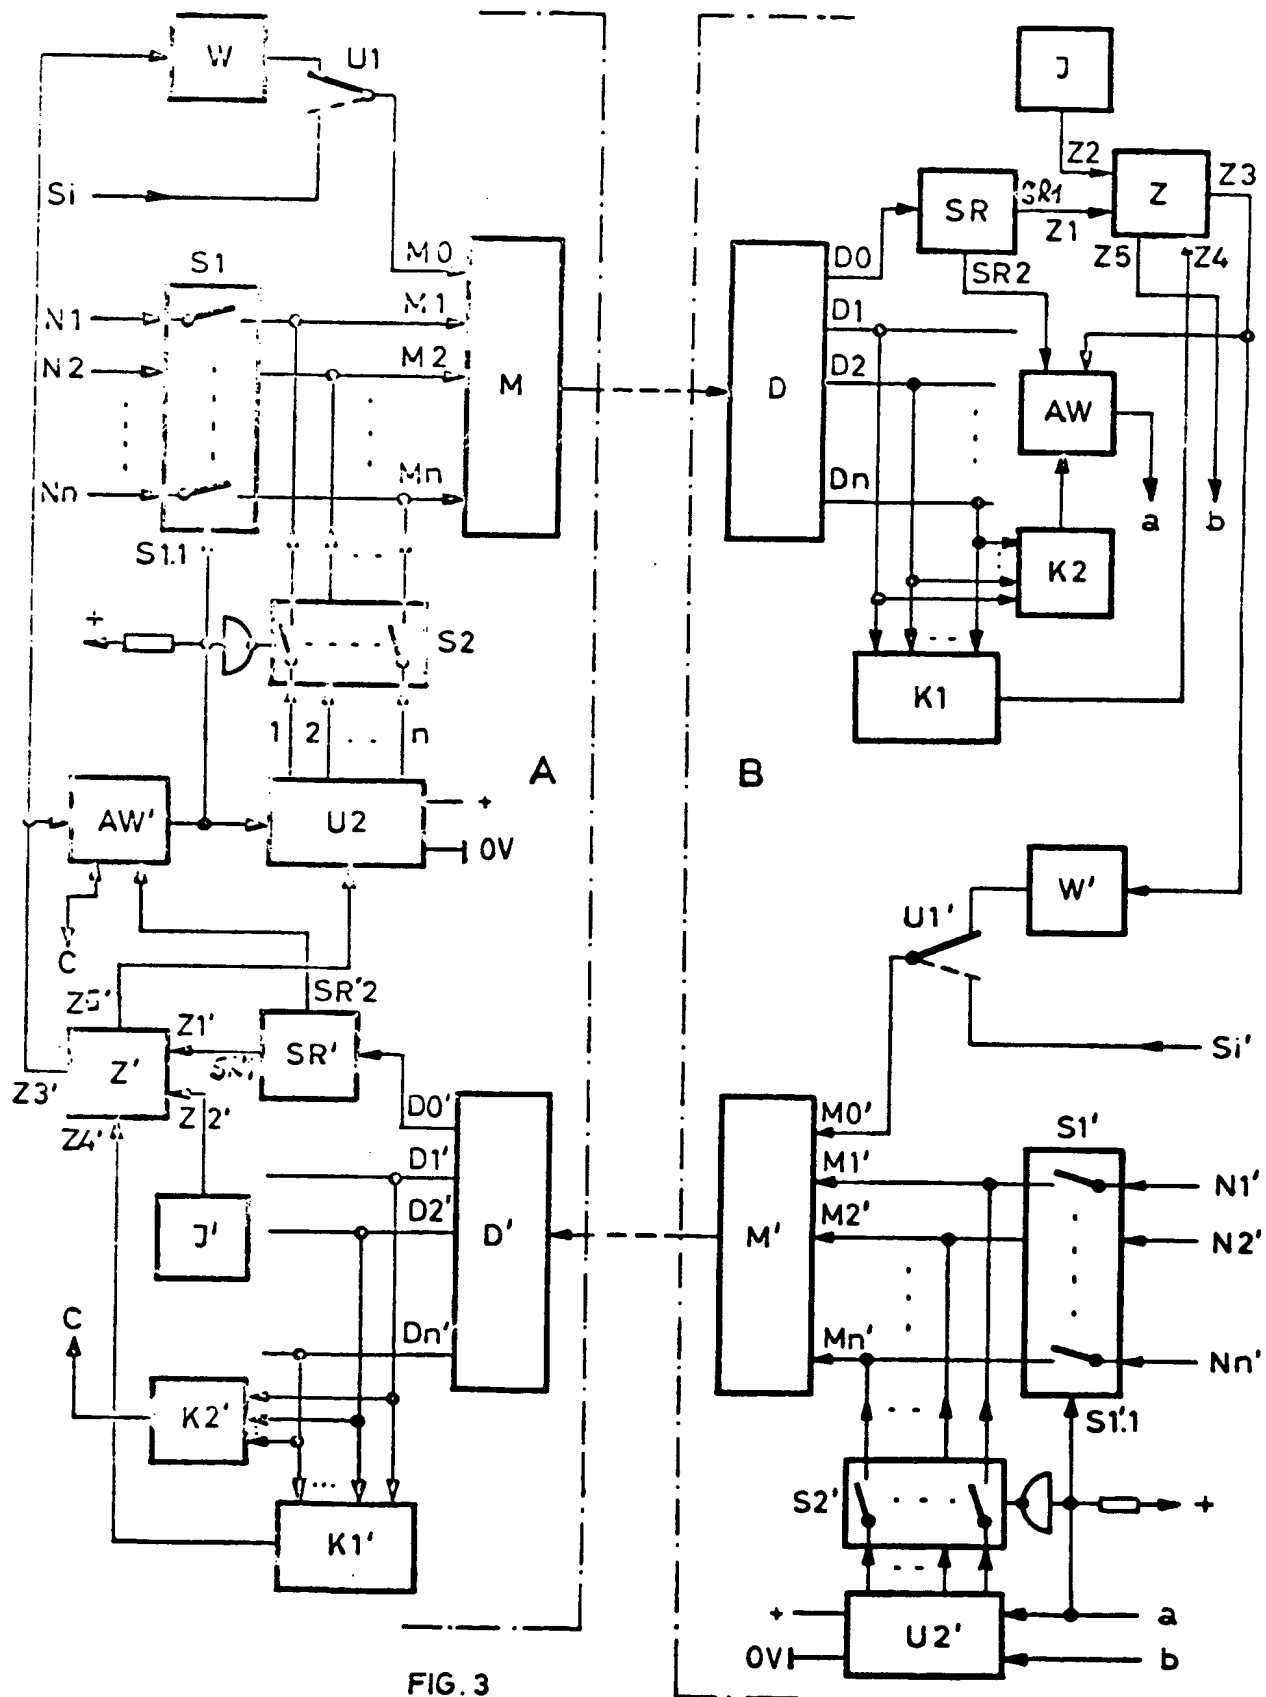 W
U1
Si
S1
N1
N2
Nn
S1.1
M0
M1
M2
Mn
M
+
S2
1 2 n
A
AW'
U2
+
0V
C
Z5'
SR'2
Z1'
SR'
Z'
Z3'
Z2'
Z4'
D0'
D1'
D2'
Dn'
D'
J'
C
K2'
K1'
J
Z2
Z
Z3
SR
SR1
Z1
SR2
Z5
Z4
D0
D1
D2
Dn
D
AW
a
b
K2
K1
B
W'
U1'
Si'
M0'
M1'
M2'
Mn'
M'
S1'
N1'
N2'
Nn'
S1'.1
S2'
+
+
0V
U2'
a
b
FIG. 3